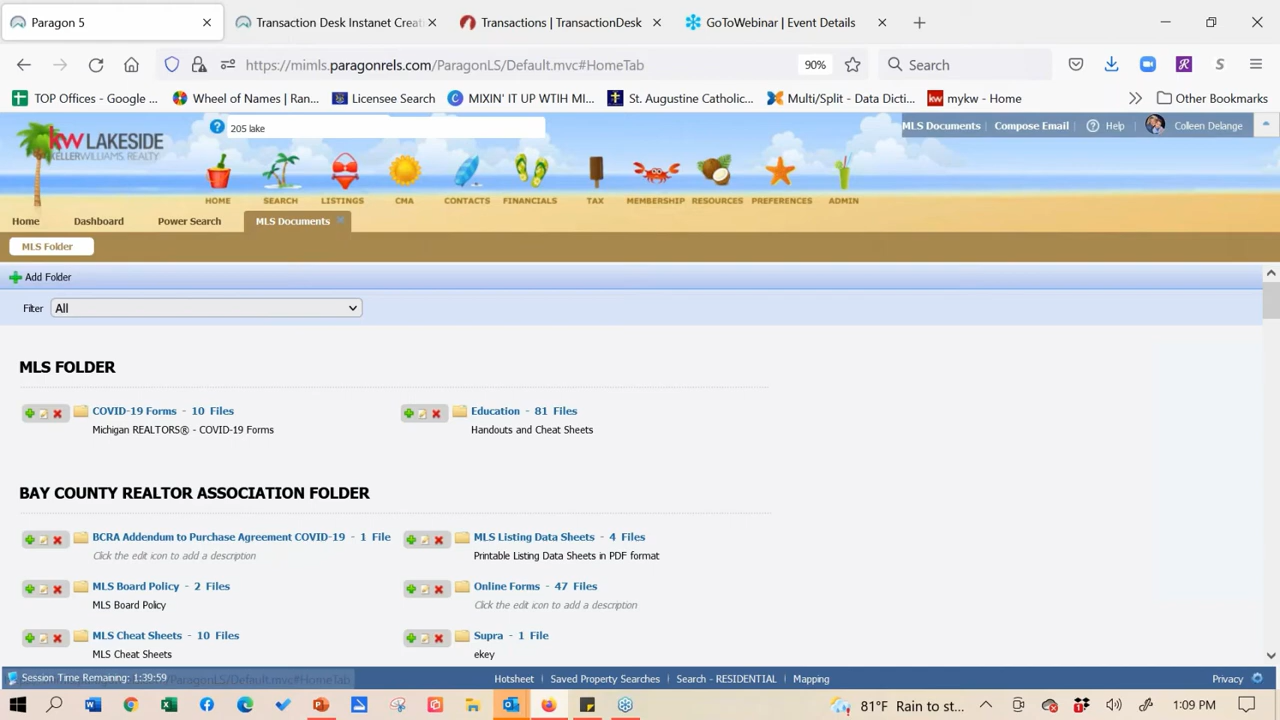 Paragon 5
Transaction Desk Instanet Creati
Transactions | TransactionDesk
GoToWebinar | Event Details
https://mimls.paragonrels.com/ParagonLS/Default.mvc#HomeTab
90%
Search
TOP Offices - Google ...
Wheel of Names | Ran...
Licensee Search
MIXIN' IT UP WTIH MI...
St. Augustine Catholic...
Multi/Split - Data Dicti...
kw
mykw - Home
Other Bookmarks
kw LAKESIDE
KELLERWILLIAMS REALTY
205 lake
MLS Documents
Compose Email
Help
Colleen Delange
HOME
SEARCH
LISTINGS
CMA
CONTACTS
FINANCIALS
TAX
MEMBERSHIP
RESOURCES
PREFERENCES
ADMIN
Home
Dashboard
Power Search
MLS Documents
MLS Folder
Add Folder
Filter
All
MLS FOLDER
COVID-19 Forms - 10 Files
Michigan REALTORS® - COVID-19 Forms
Education - 81 Files
Handouts and Cheat Sheets
BAY COUNTY REALTOR ASSOCIATION FOLDER
BCRA Addendum to Purchase Agreement COVID-19 - 1 File
Click the edit icon to add a description
MLS Listing Data Sheets - 4 Files
Printable Listing Data Sheets in PDF format
MLS Board Policy - 2 Files
MLS Board Policy
Online Forms - 47 Files
Click the edit icon to add a description
MLS Cheat Sheets - 10 Files
MLS Cheat Sheets
Supra - 1 File
ekey
Session Time Remaining: 1:39:59
Hotsheet
Saved Property Searches
Search - RESIDENTIAL
Mapping
Privacy
81°F Rain to st...
1:09 PM